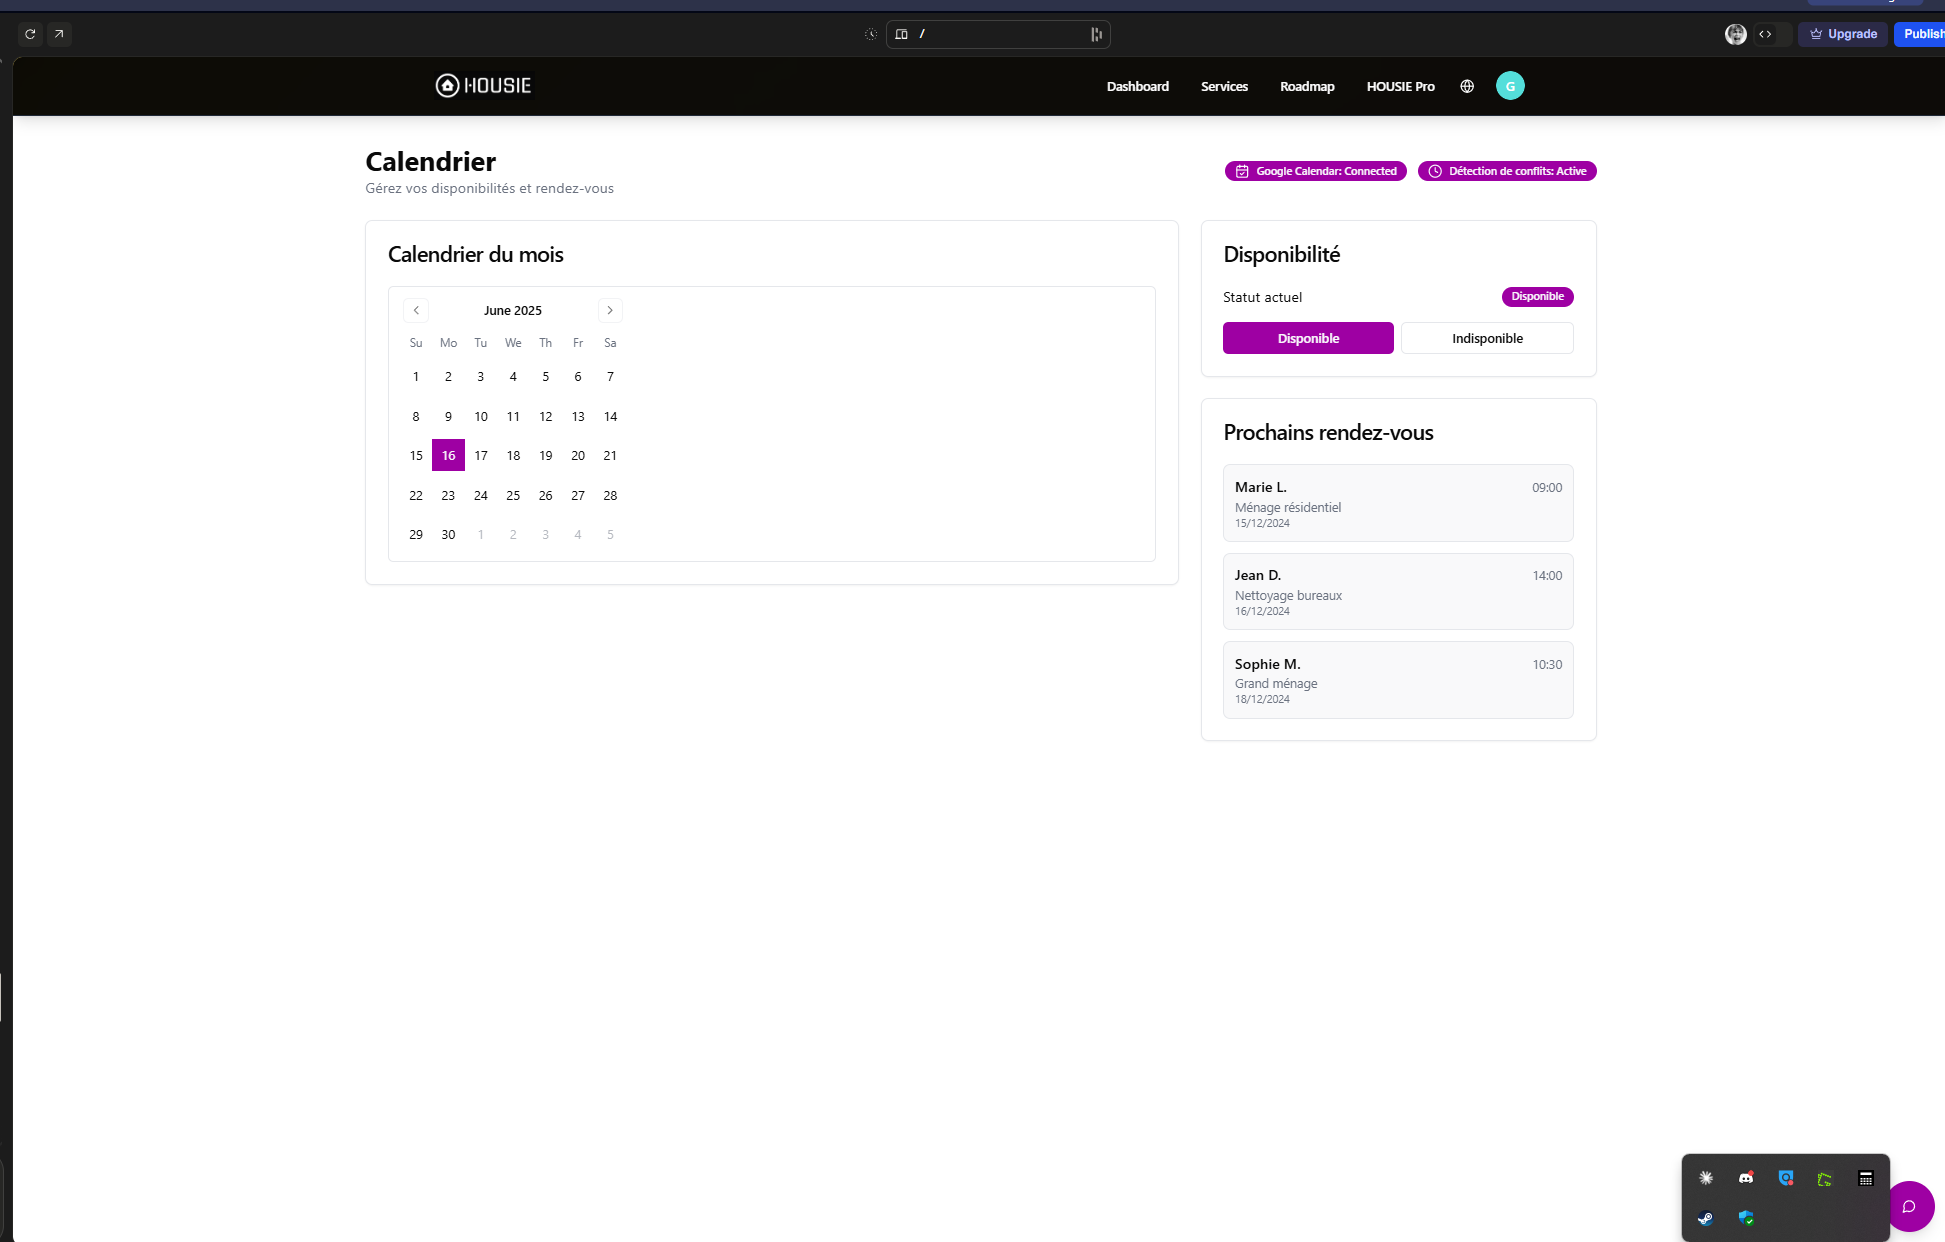 /
Upgrade
Publish
HOUSIE
Dashboard
Services
Roadmap
HOUSIE Pro
G
Calendrier
Gérez vos disponibilités et rendez-vous
Google Calendar: Connected
Détection de conflits: Active
Calendrier du mois
June 2025
Su Mo Tu We Th Fr Sa
1 2 3 4 5 6 7
8 9 10 11 12 13 14
15 16 17 18 19 20 21
22 23 24 25 26 27 28
29 30 1 2 3 4 5
Disponibilité
Statut actuel
Disponible
Disponible
Indisponible
Prochains rendez-vous
Marie L.
09:00
Ménage résidentiel
15/12/2024
Jean D.
14:00
Nettoyage bureaux
16/12/2024
Sophie M.
10:30
Grand ménage
18/12/2024